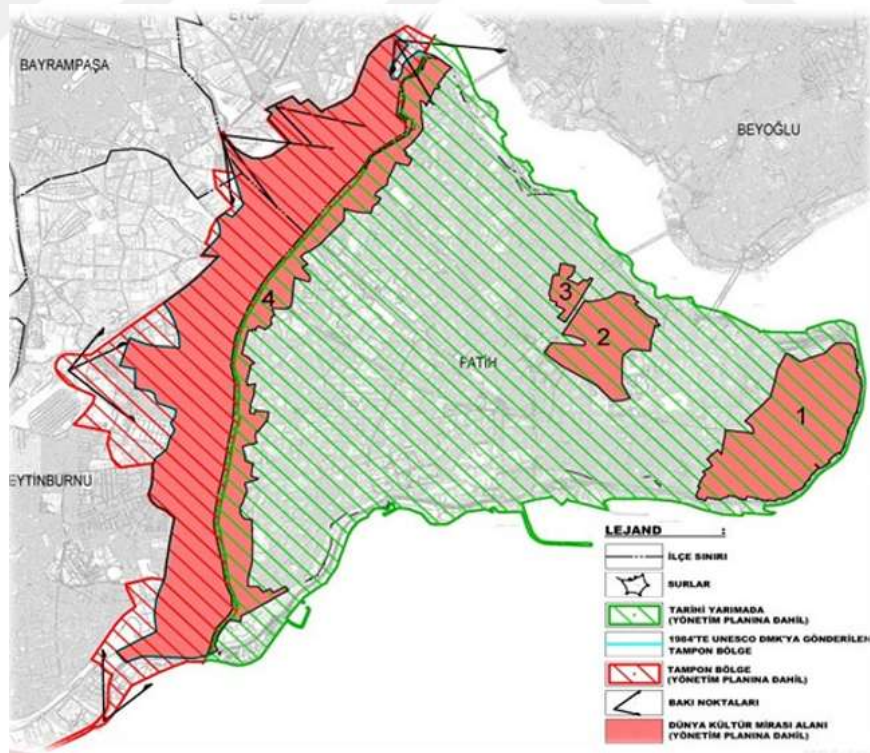 EYÜP
BAYRAMPAŞA
BEYOĞLU
3
2
4
FATİH
1
EYTİNBURNU
LEJAND :
İLÇE SINIRI
SURLAR
TARİHİ YARIMADA
(YÖNETİM PLANINA DAHİL)
1984'TE UNESCO DMK'YA GÖNDERİLEN
TAMPON BÖLGE
TAMPON BÖLGE
(YÖNETİM PLANINA DAHİL)
BAKI NOKTALARI
DÜNYA KÜLTÜR MİRASI ALANI
(YÖNETİM PLANINA DAHİL)